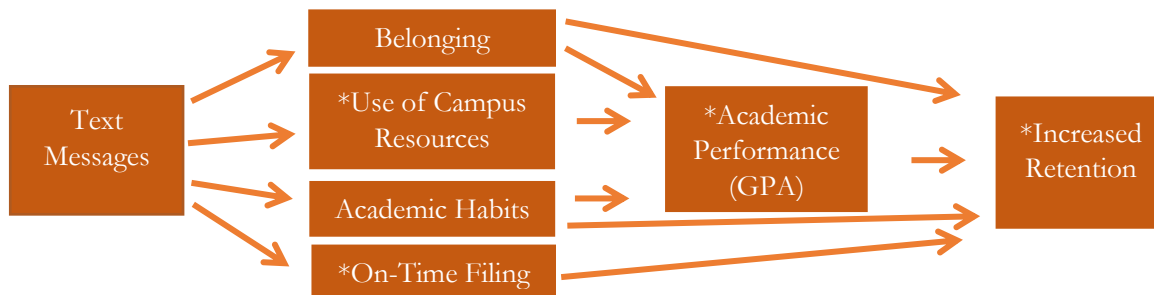 Text
Messages
Belonging
*Use of Campus
Resources
Academic Habits
*On-Time Filing
*Academic
Performance
(GPA)
*Increased
Retention